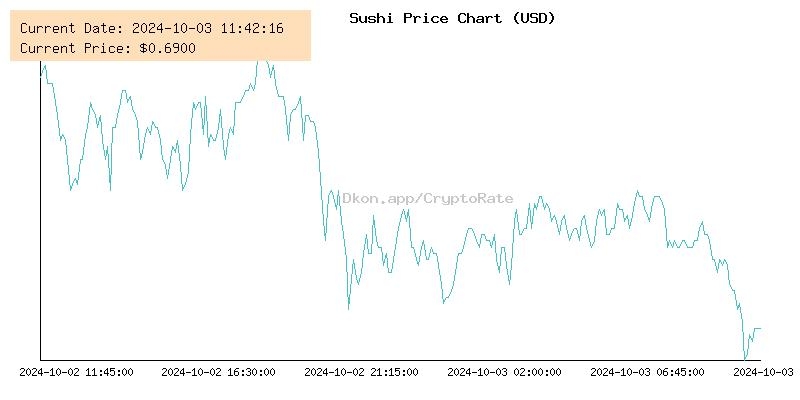 Sushi Price Chart (USD)
Current Date: 2024-10-03 11:42:16
Current Price: $0.6900
Dkon.app/CryptoRate
2024-10-02 11:45:00 2024-10-02 16:30:00 2024-10-02 21:15:00 2024-10-03 02:00:00 2024-10-03 06:45:00 2024-10-03